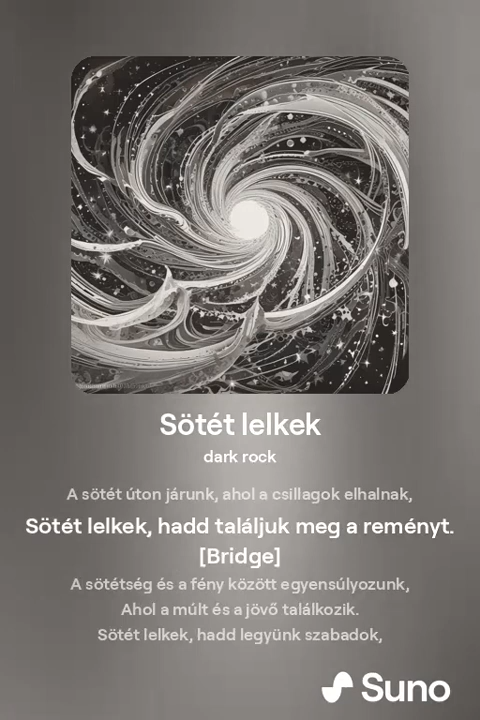 Sötét lelkek
dark rock
A sötét úton járunk, ahol a csillagok elhalnak,
Sötét lelkek, hadd találjuk meg a reményt.
[Bridge]
A sötétség és a fény között egyensúlyozunk,
Ahol a múlt és a jövő találkozik.
Sötét lelkek, hadd legyünk szabadok,
Suno